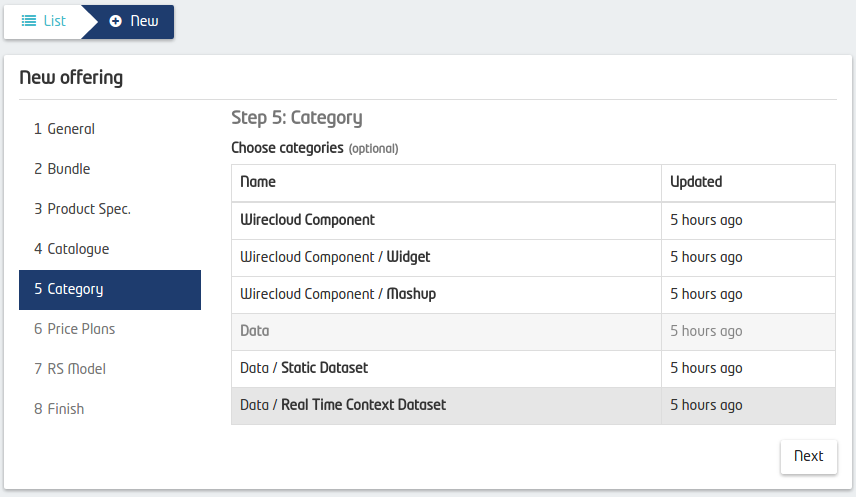 List
New
New offering
1 General
2 Bundle
3 Product Spec.
4 Catalogue
5 Category
6 Price Plans
7 RS Model
8 Finish
Step 5: Category
Choose categories (optional)
Name Updated
Wirecloud Component 5 hours ago
Wirecloud Component / Widget 5 hours ago
Wirecloud Component / Mashup 5 hours ago
Data 5 hours ago
Data / Static Dataset 5 hours ago
Data / Real Time Context Dataset 5 hours ago
Next